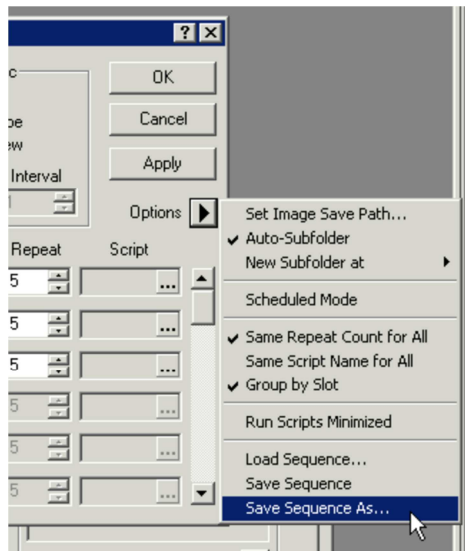 OK
Cancel
Apply
Interval
Options
Repeat Script
5 ...
5 ...
5 ...
5 ...
5 ...
5 ...
Set Image Save Path...
Auto-Subfolder
New Subfolder at
Scheduled Mode
Same Repeat Count for All
Same Script Name for All
Group by Slot
Run Scripts Minimized
Load Sequence...
Save Sequence
Save Sequence As...